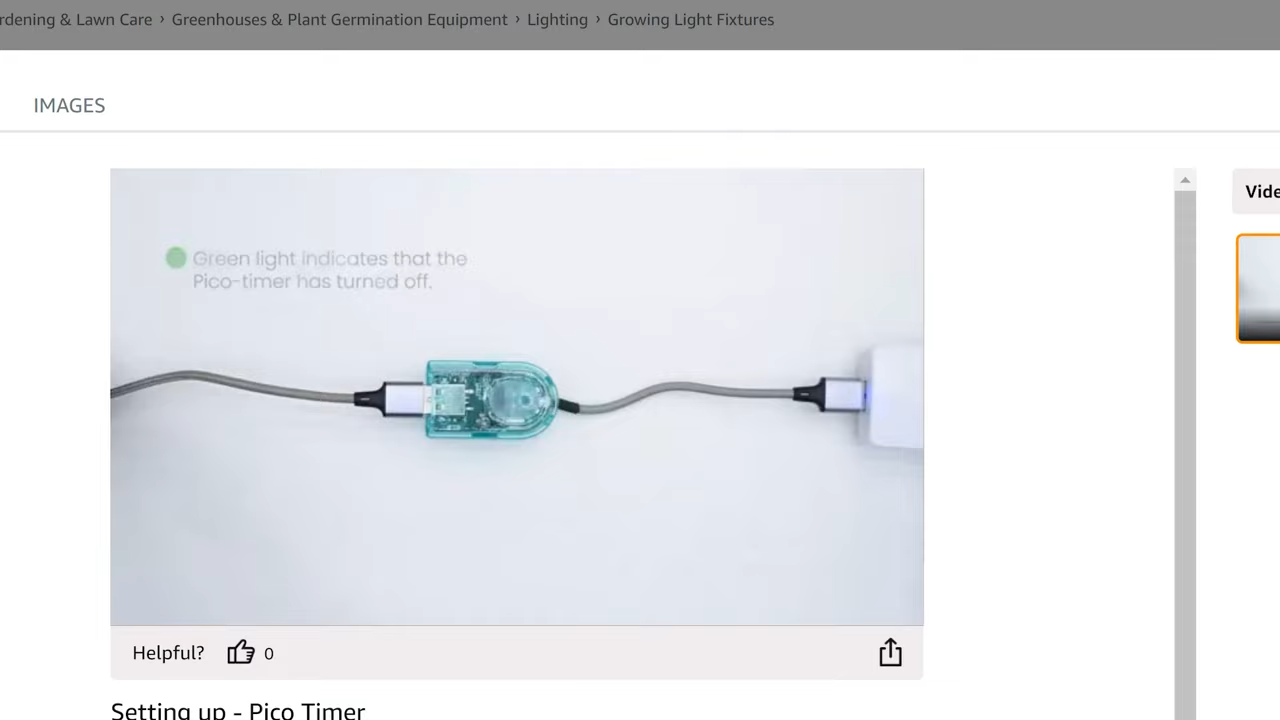 rdening & Lawn Care › Greenhouses & Plant Germination Equipment › Lighting › Growing Light Fixtures
IMAGES
Vide
Green light indicates that the
Pico-timer has turned off.
Helpful? 0
Setting up - Pico Timer